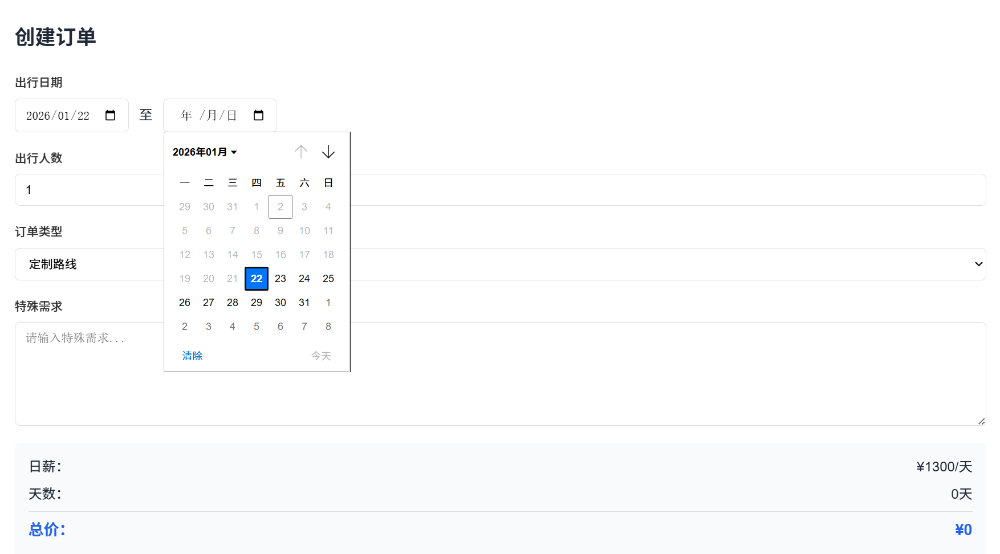 创建订单
出行日期
2026/01/22 至 年 /月/日
2026年01月
一 二 三 四 五 六 日
29 30 31 1 2 3 4
5 6 7 8 9 10 11
12 13 14 15 16 17 18
19 20 21 22 23 24 25
26 27 28 29 30 31 1
2 3 4 5 6 7 8
清除 今天
出行人数
1
订单类型
定制路线
特殊需求
请输入特殊需求...
日薪： ¥1300/天
天数： 0天
总价： ¥0